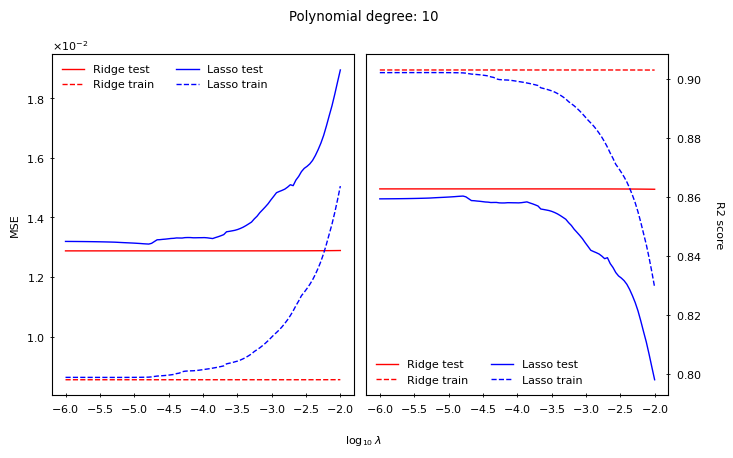 Polynomial degree: 10
×10⁻²
Ridge test
Ridge train
Lasso test
Lasso train
1.8
1.6
1.4
1.2
1.0
MSE
−6.0 −5.5 −5.0 −4.5 −4.0 −3.5 −3.0 −2.5 −2.0
Ridge test
Ridge train
Lasso test
Lasso train
0.90
0.88
0.86
0.84
0.82
0.80
R2 score
−6.0 −5.5 −5.0 −4.5 −4.0 −3.5 −3.0 −2.5 −2.0
log₁₀ λ